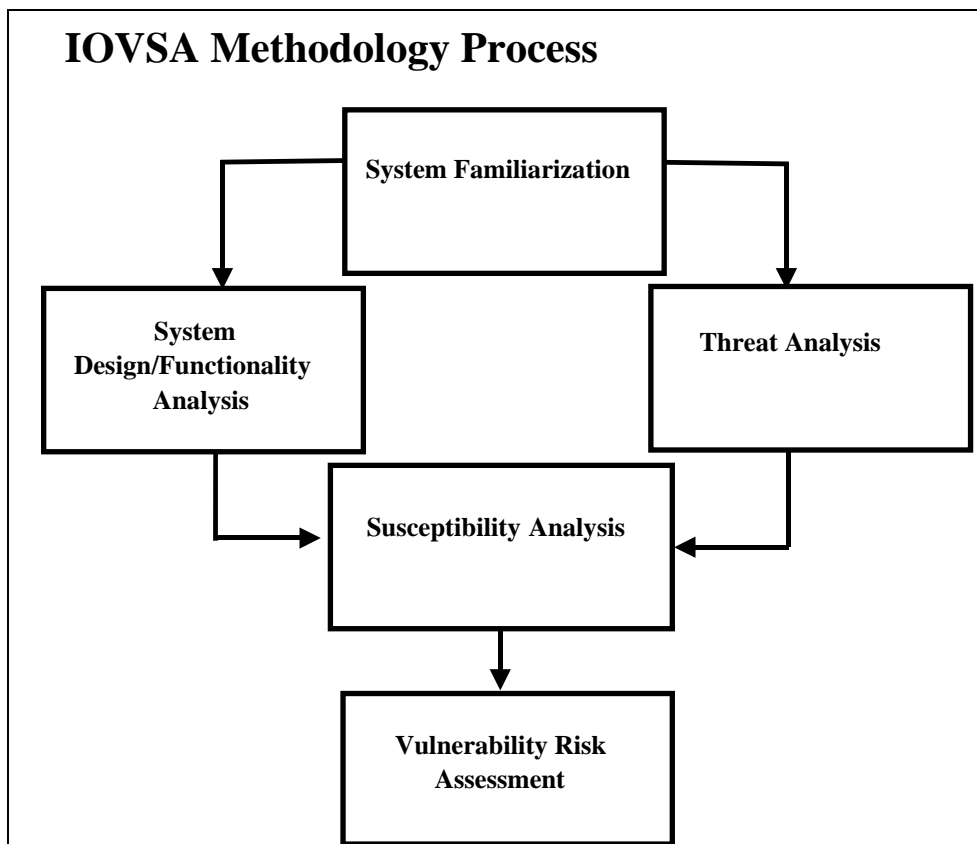 IOVSA Methodology Process
System Familiarization
System
Design/Functionality
Analysis
Threat Analysis
Susceptibility Analysis
Vulnerability Risk
Assessment